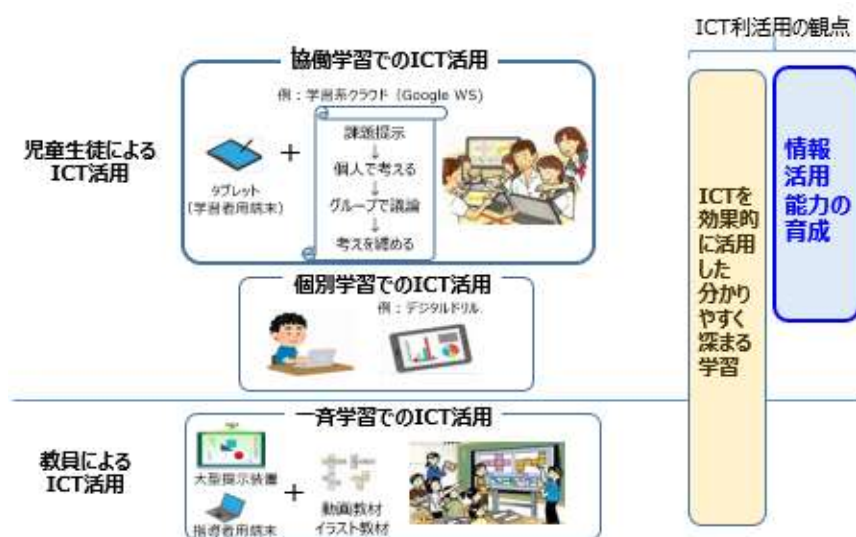 ICT利活用の観点
協働学習でのICT活用
例：学習系クラウド（Google WS）
児童生徒による
ICT活用
タブレット
（学習者用端末）
+
課題提示
↓
個人で考える
↓
グループで議論
↓
考えを纏める
個別学習でのICT活用
例：デジタルドリル
ICTを
効果的
に活用
した
分かり
やすく
深まる
学習
情報
活用
能力の
育成
教員による
ICT活用
一斉学習でのICT活用
大型提示装置
指導者用端末
+
動画教材
イラスト教材